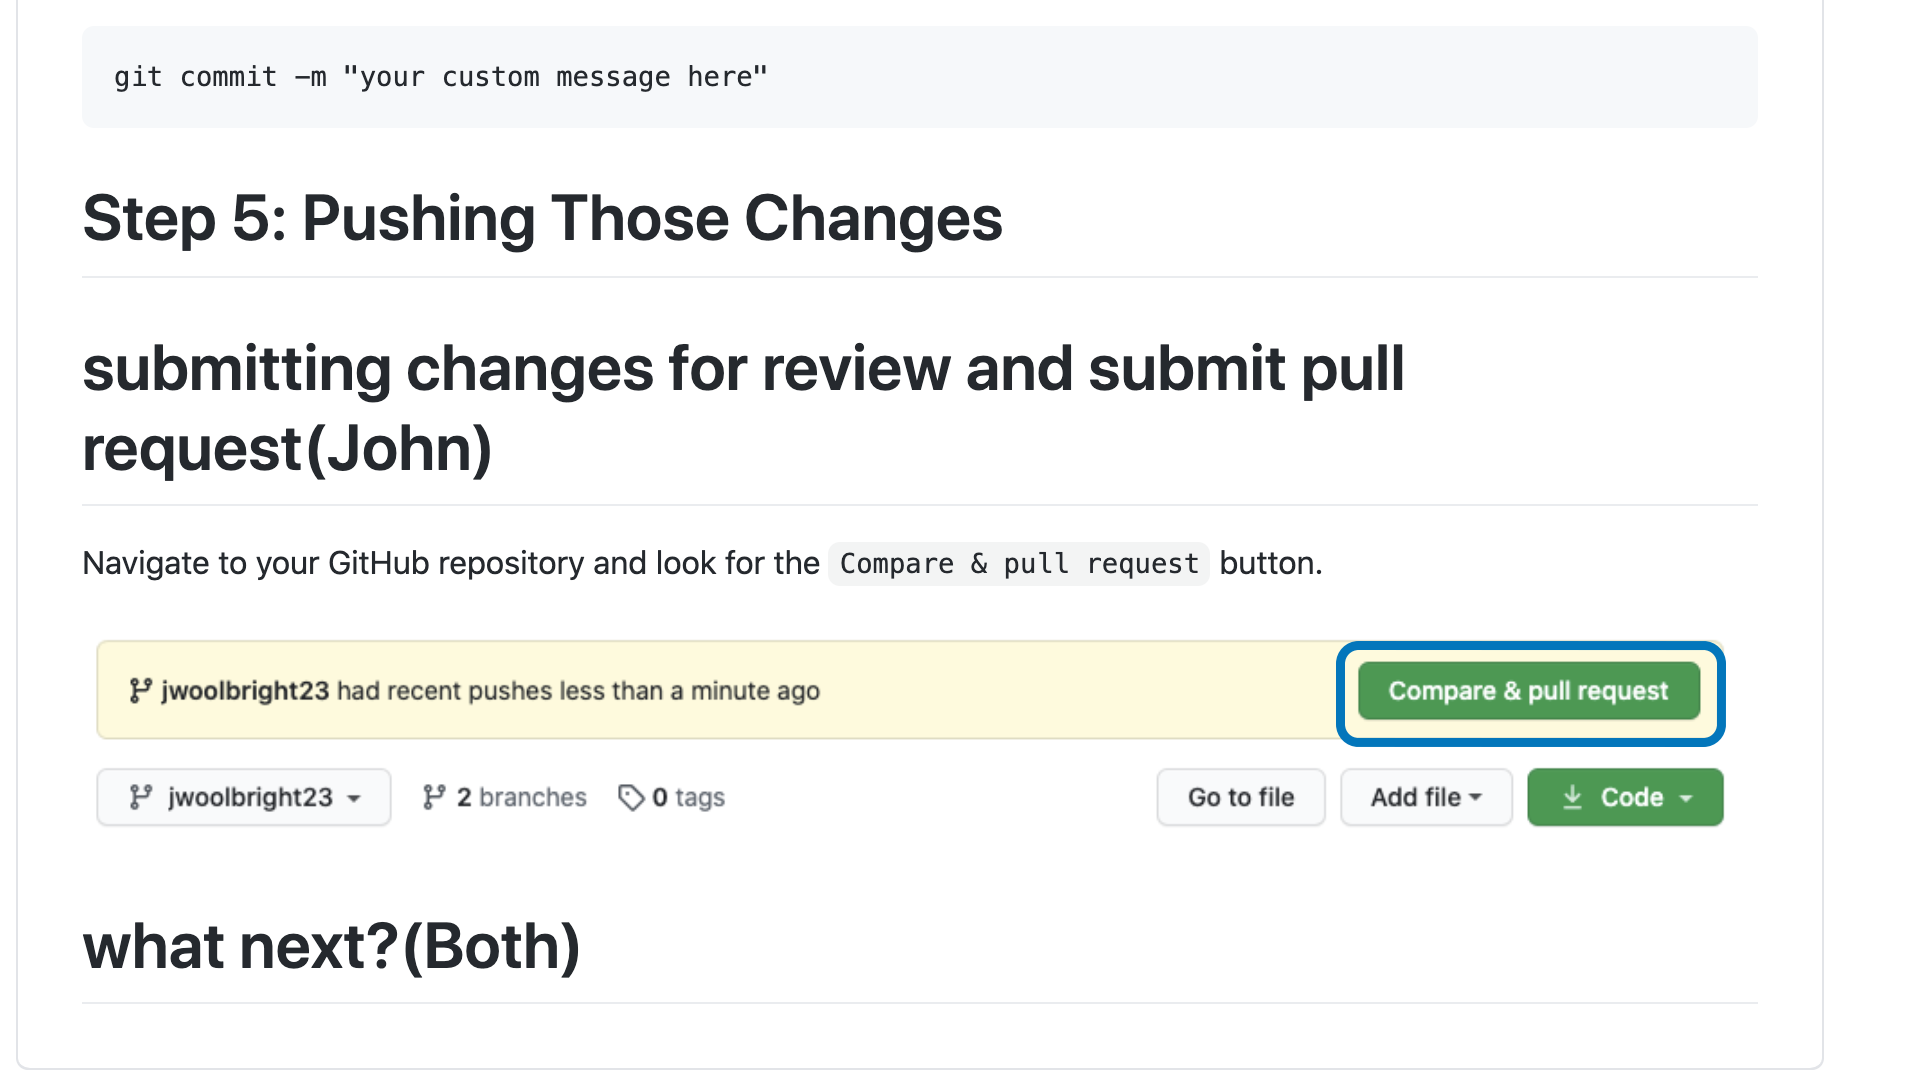 git commit -m "your custom message here"
Step 5: Pushing Those Changes
submitting changes for review and submit pull
request(John)
Navigate to your GitHub repository and look for the Compare & pull request button.
jwoolbright23 had recent pushes less than a minute ago Compare & pull request
jwoolbright23 2 branches 0 tags Go to file Add file Code
what next?(Both)